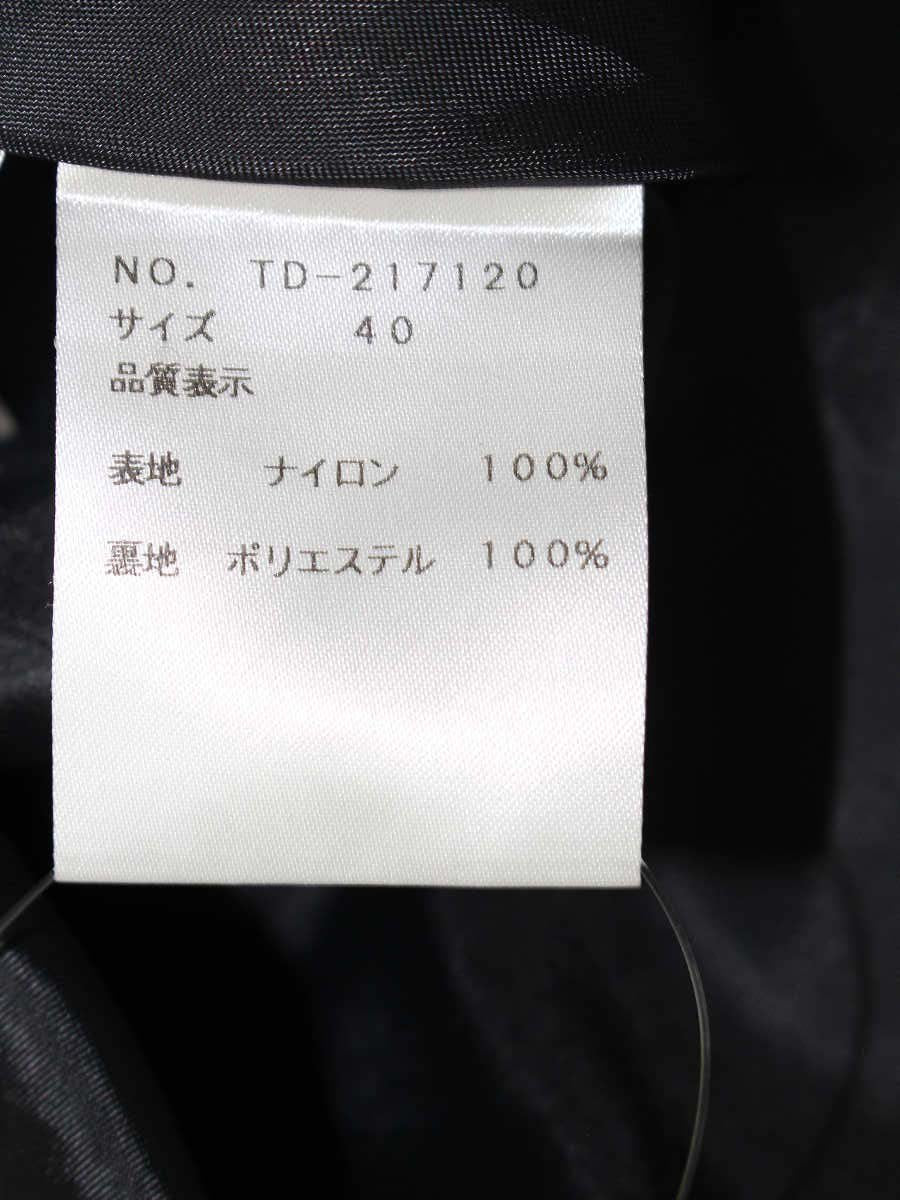 NO. TD-217120
サイズ 40
品質表示
表地 ナイロン 100%
裏地 ポリエステル 100%